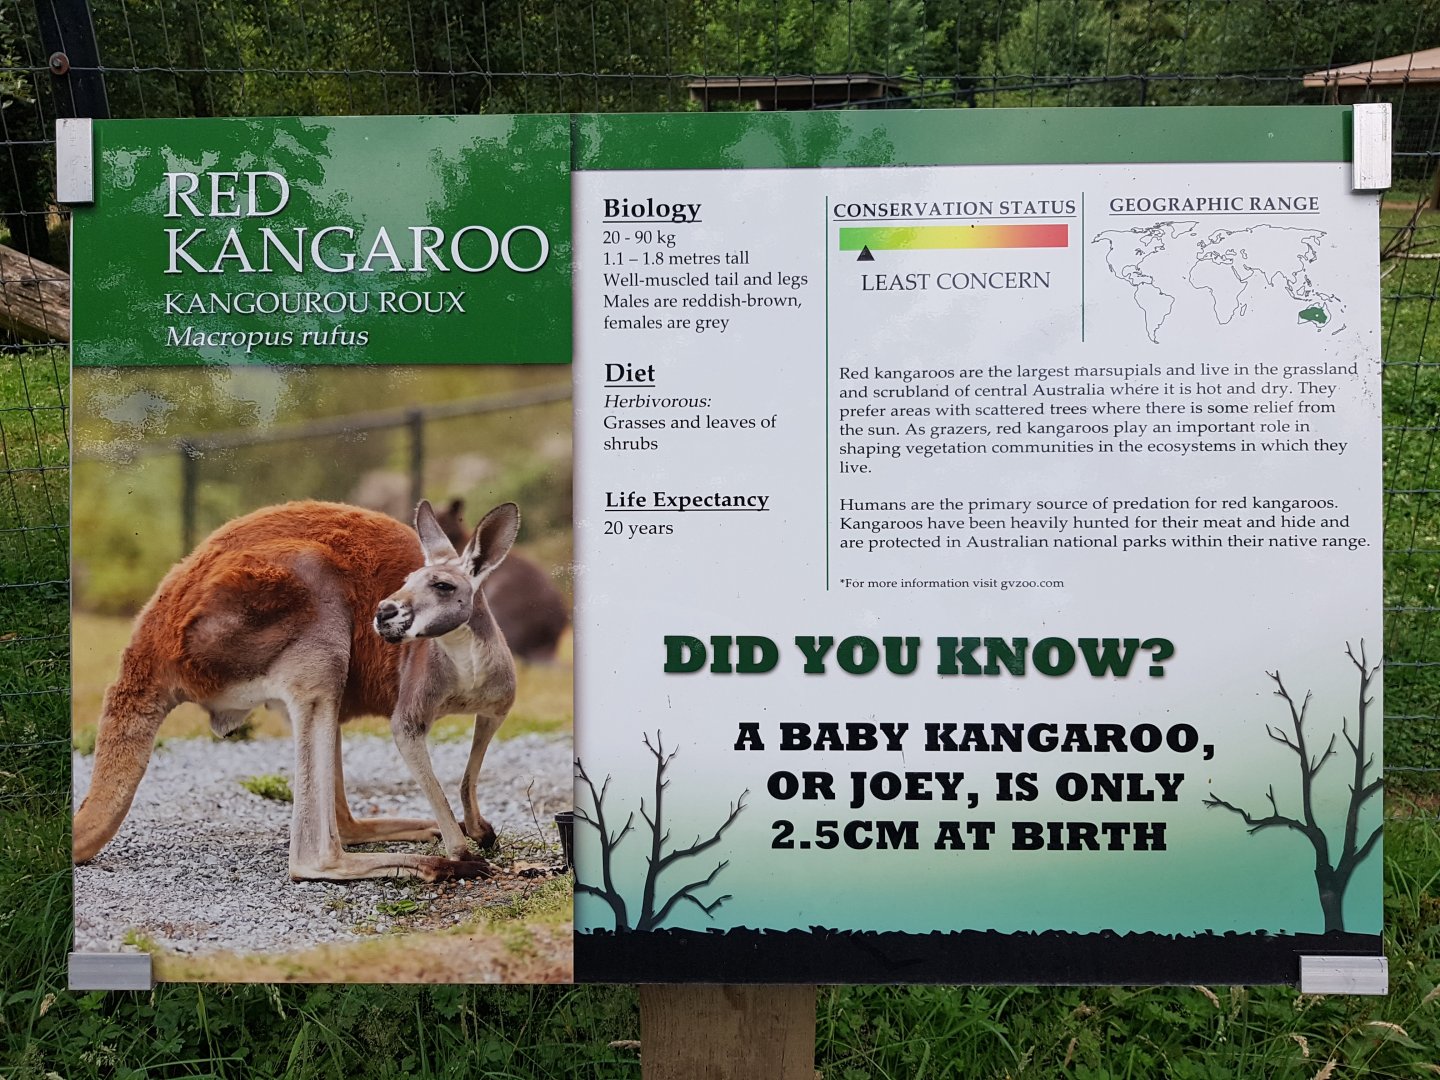 RED
KANGAROO
KANGOUROU ROUX
Macropus rufus
Biology
20 - 90 kg
1.1 – 1.8 metres tall
Well-muscled tail and legs
Males are reddish-brown,
females are grey
Diet
Herbivorous:
Grasses and leaves of
shrubs
Life Expectancy
20 years
CONSERVATION STATUS
LEAST CONCERN
GEOGRAPHIC RANGE
Red kangaroos are the largest marsupials and live in the grassland
and scrubland of central Australia where it is hot and dry. They
prefer areas with scattered trees where there is some relief from
the sun. As grazers, red kangaroos play an important role in
shaping vegetation communities in the ecosystems in which they
live.
Humans are the primary source of predation for red kangaroos.
Kangaroos have been heavily hunted for their meat and hide and
are protected in Australian national parks within their native range.
*For more information visit gvzoo.com
DID YOU KNOW?
A BABY KANGAROO,
OR JOEY, IS ONLY
2.5CM AT BIRTH